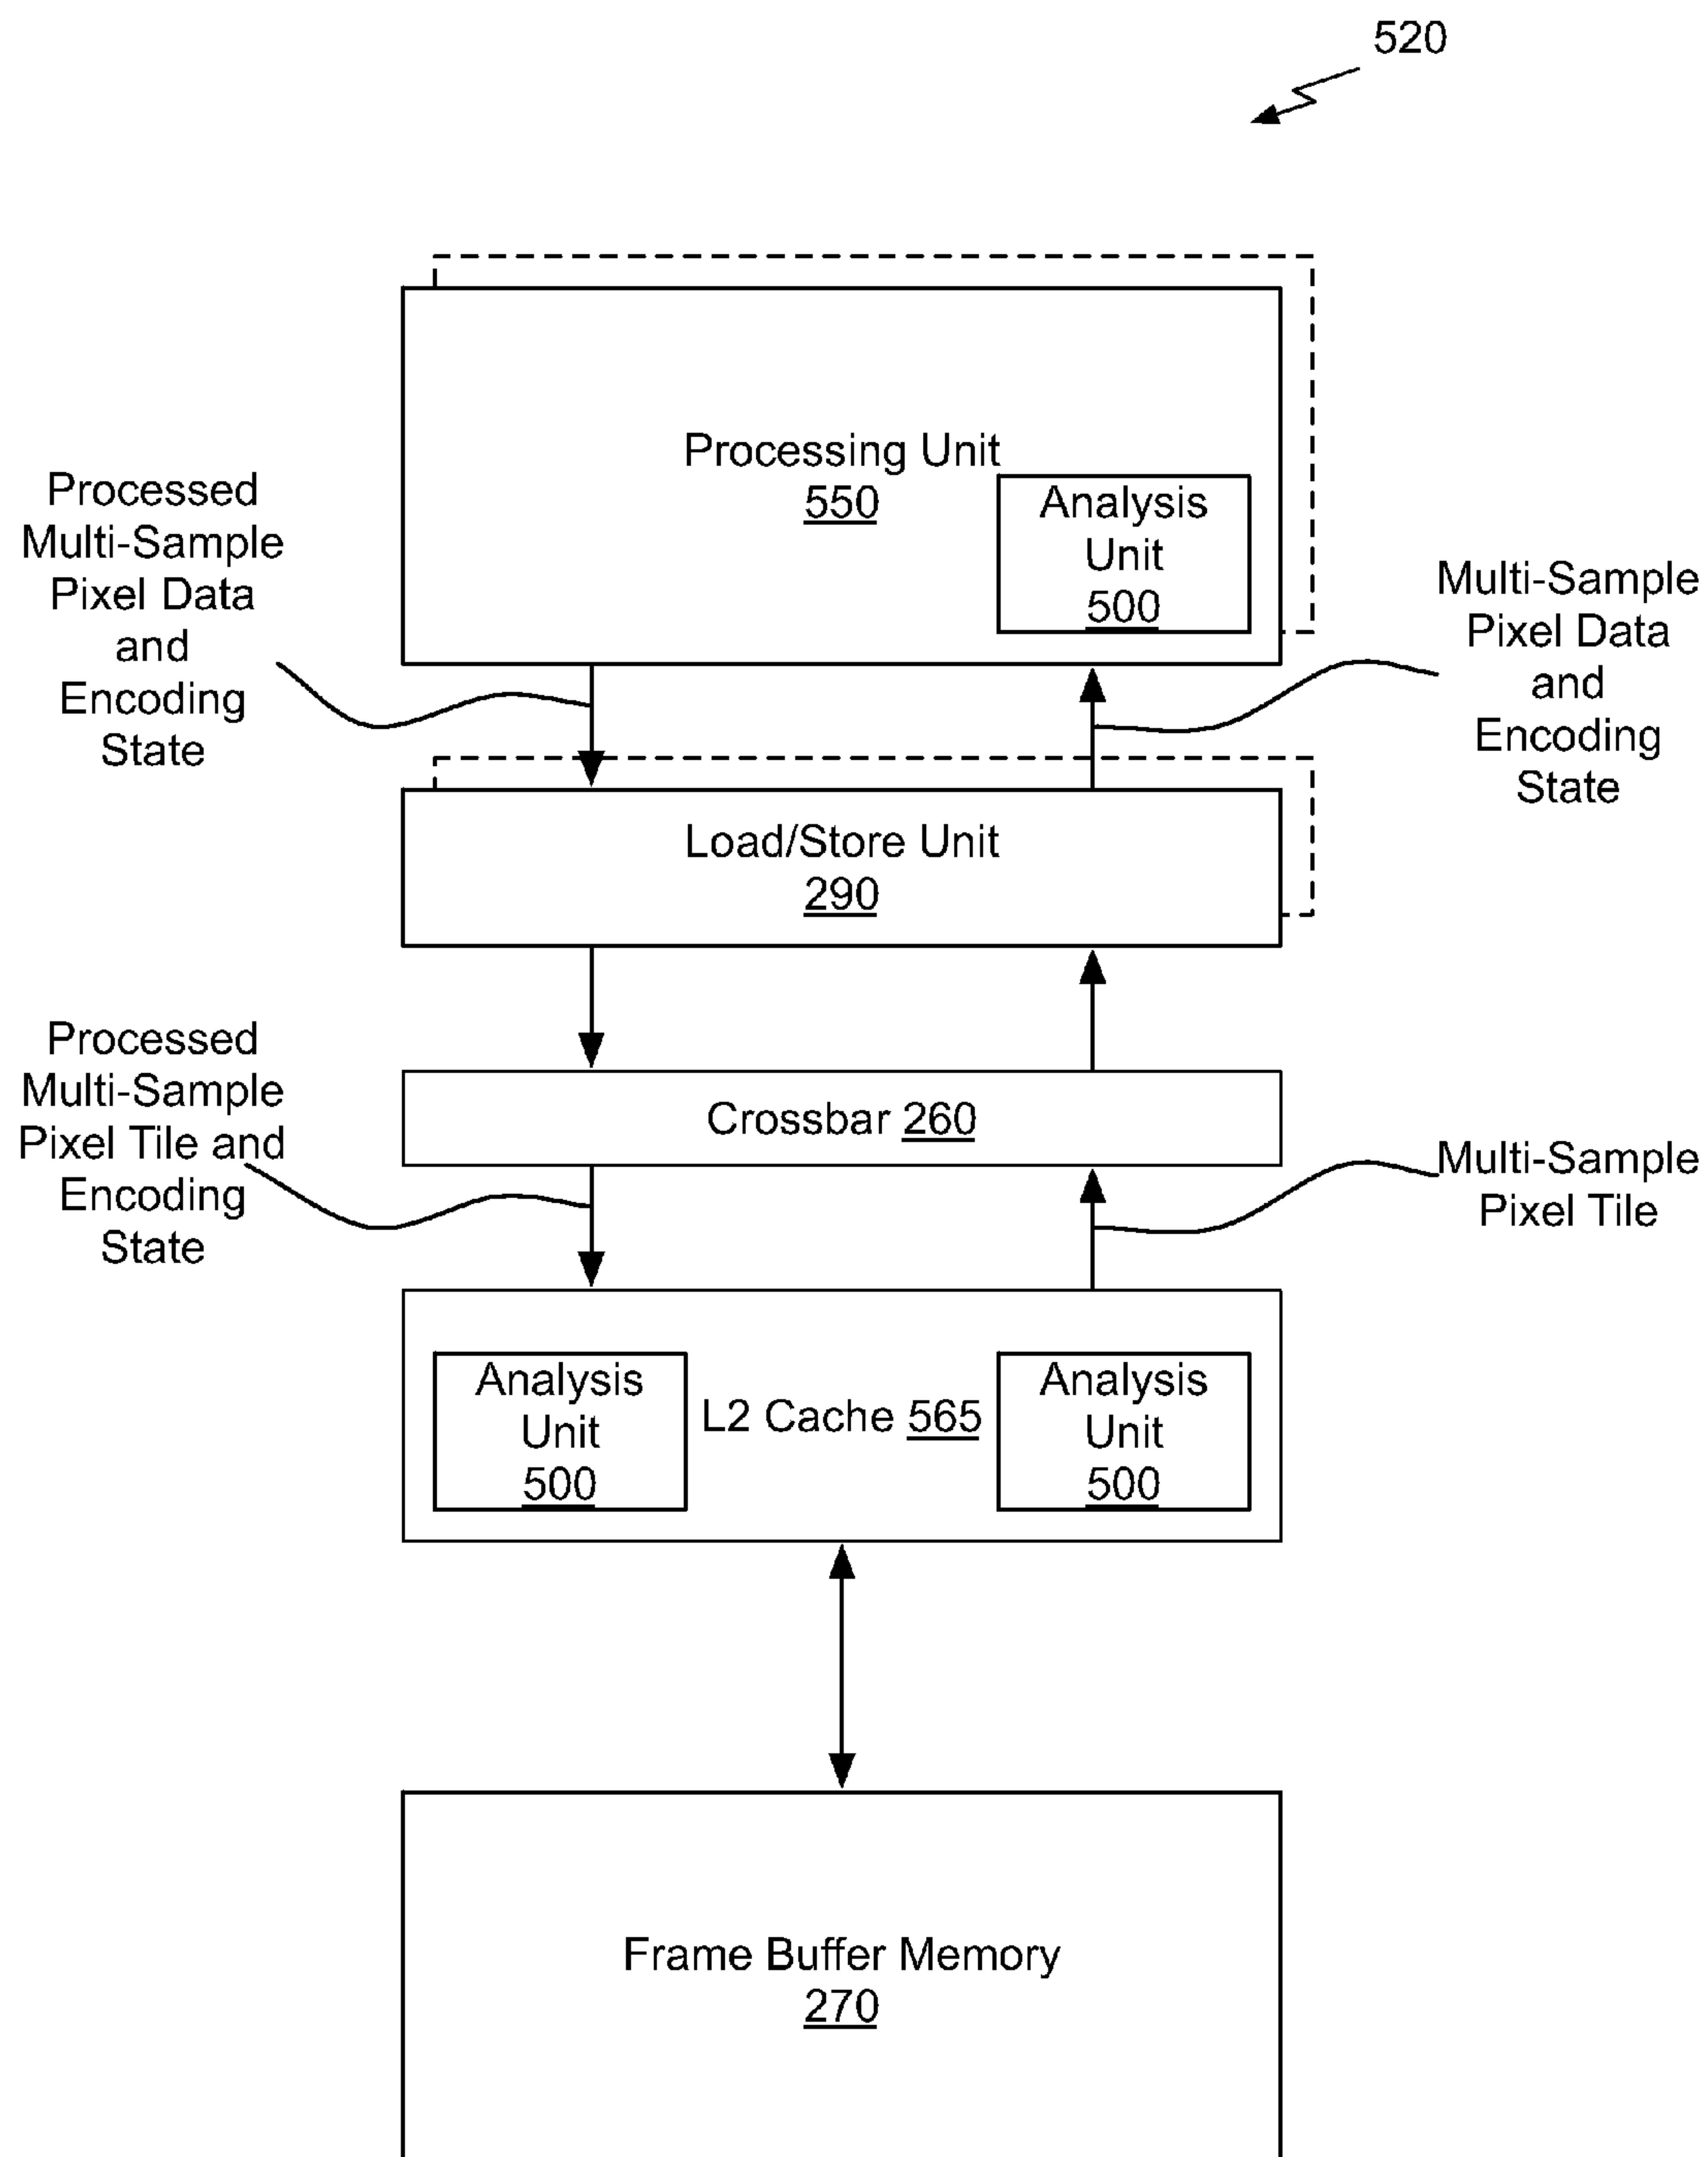 520
Processing Unit
550
Analysis
Unit
500
Processed
Multi-Sample
Pixel Data
and
Encoding
State
Multi-Sample
Pixel Data
and
Encoding
State
Load/Store Unit
290
Processed
Multi-Sample
Pixel Tile and
Encoding
State
Crossbar 260
Multi-Sample
Pixel Tile
Analysis
Unit
500
L2 Cache 565
Analysis
Unit
500
Frame Buffer Memory
270